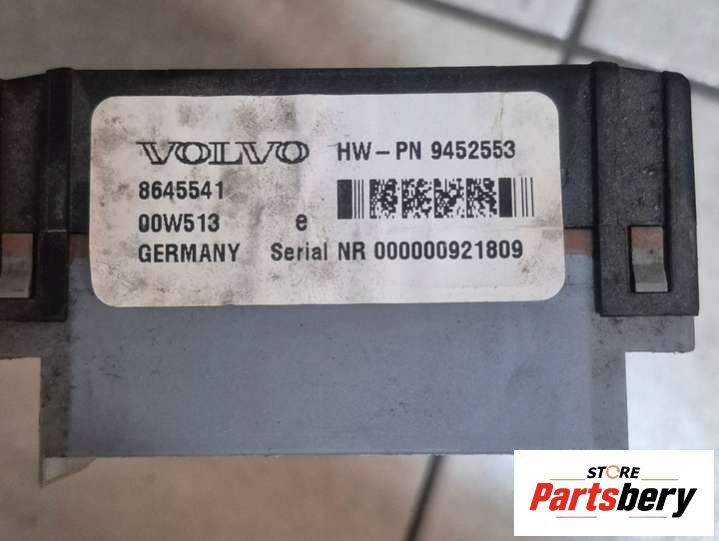 VOLVO HW-PN 9452553
8645541
00W513 e
GERMANY Serial NR 000000921809
STORE
Partsbery